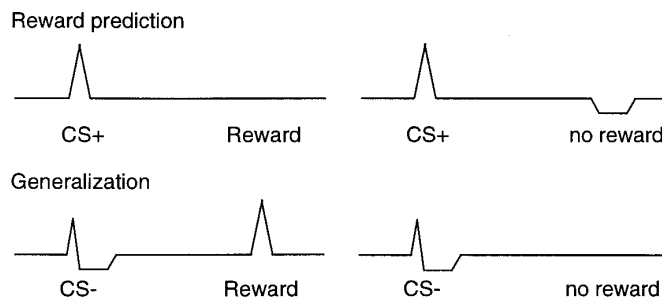 Reward prediction
CS+ Reward CS+ no reward
Generalization
CS- Reward CS- no reward